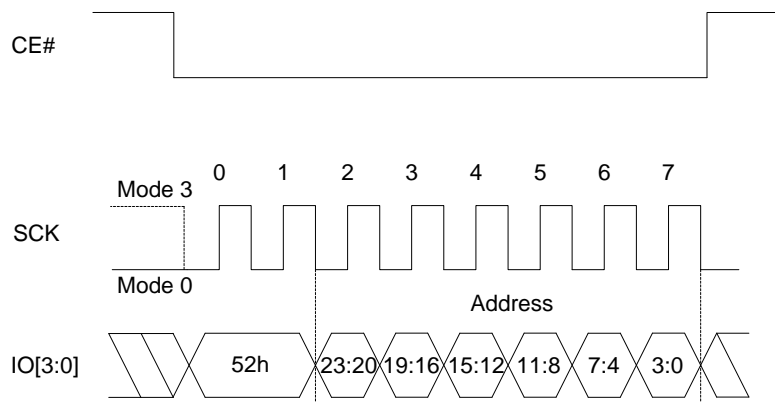 CE#
0 1 2 3 4 5 6 7
Mode 3
SCK
Mode 0
Address
IO[3:0] 52h 23:20 19:16 15:12 11:8 7:4 3:0